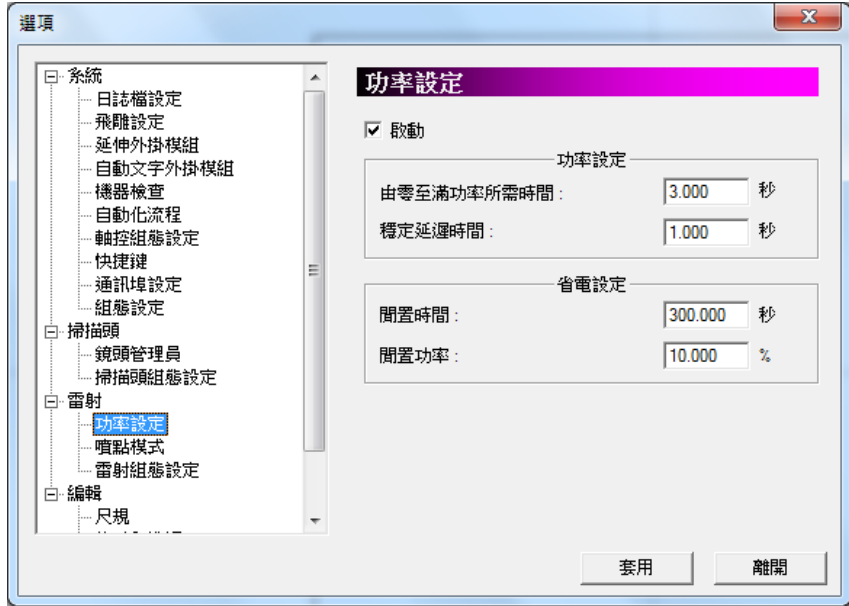 選項
系統
日誌檔設定
飛雕設定
延伸外掛模組
自動文字外掛模組
機器檢查
自動化流程
軸控組態設定
快捷鍵
通訊埠設定
組態設定
掃描頭
鏡頭管理員
掃描頭組態設定
雷射
功率設定
噴點模式
雷射組態設定
編輯
尺規
功率設定
啟動
功率設定
由零至滿功率所需時間 : 3.000 秒
穩定延遲時間 : 1.000 秒
省電設定
閒置時間 : 300.000 秒
閒置功率 : 10.000 %
套用 離開